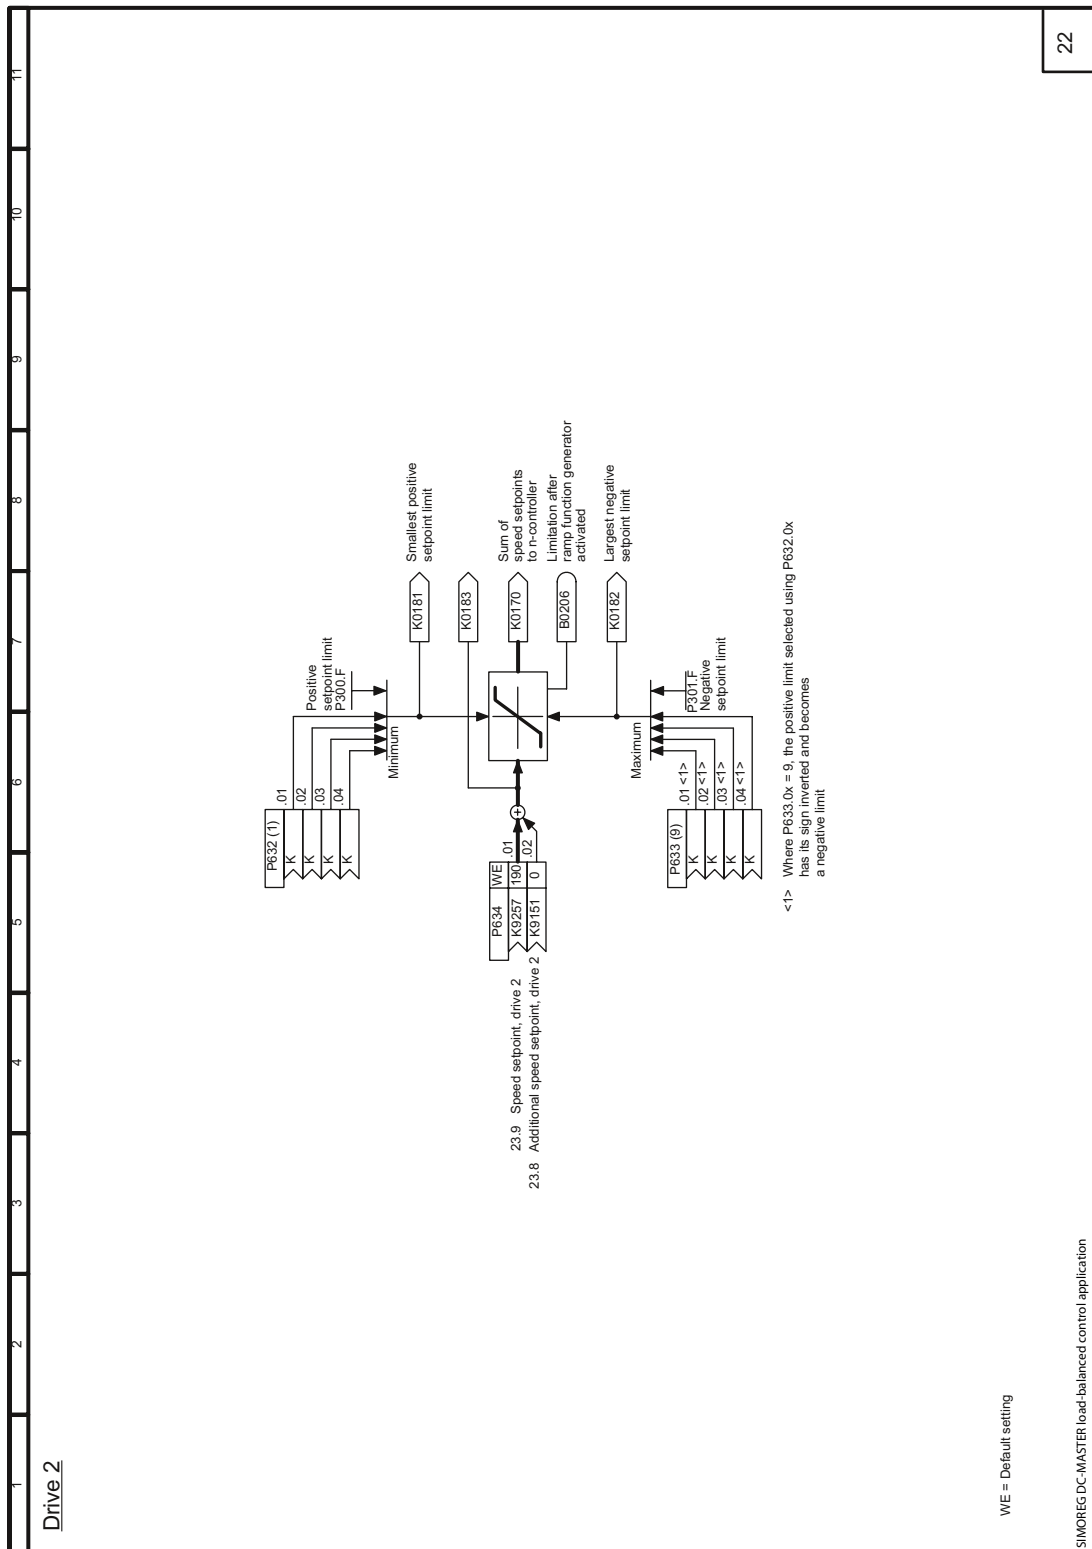 1
2
3
4
5
6
7
8
9
10
11
Drive 2
P632 (1)
K
K
K
K
.01
.02
.03
.04
Minimum
Positive
setpoint limit
P300.F
K0181
Smallest positive
setpoint limit
K0183
23.9 Speed setpoint, drive 2
23.8 Additional speed setpoint, drive 2
P634
WE
K9257
190
.01
K9151
0
.02
+
K0170
Sum of
speed setpoints
to n-controller
B0206
Limitation after
ramp function generator
activated
K0182
Largest negative
setpoint limit
Maximum
P301.F
Negative
setpoint limit
P633 (9)
K
K
K
K
.01 <1>
.02 <1>
.03 <1>
.04 <1>
<1> Where P633.0x = 9, the positive limit selected using P632.0x
has its sign inverted and becomes
a negative limit
WE = Default setting
SIMOREG DC-MASTER load-balanced control application
22